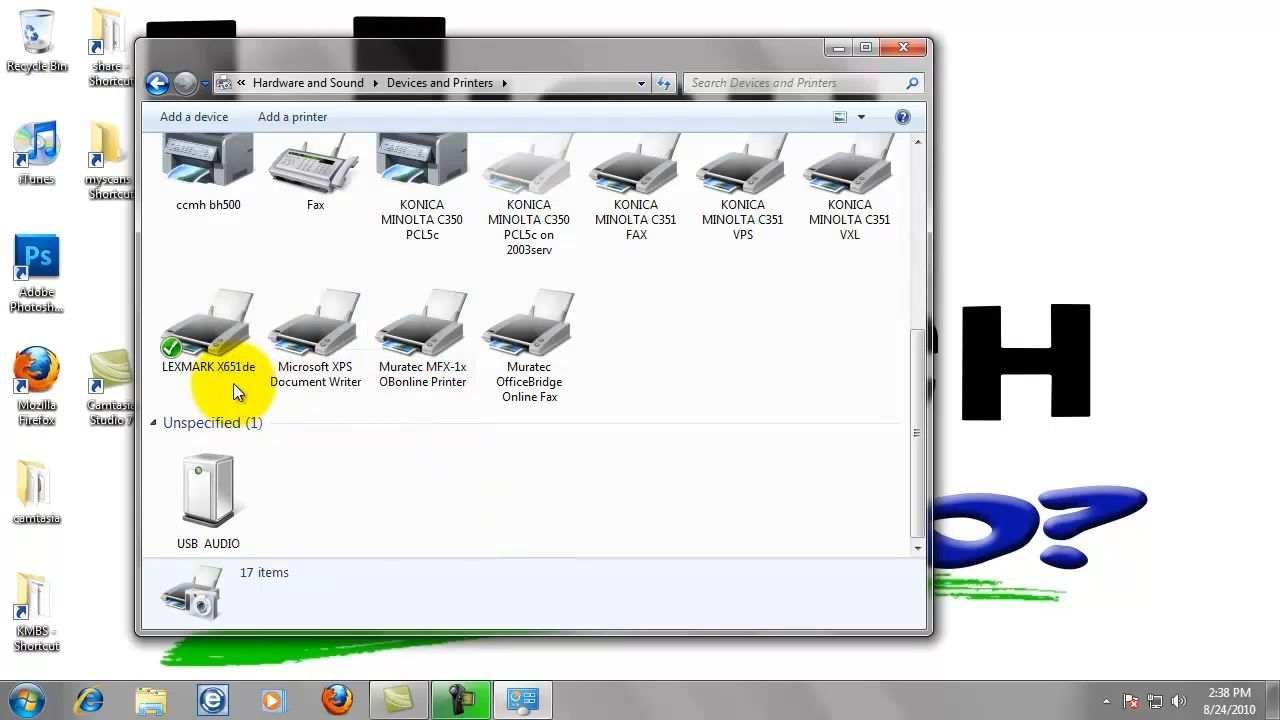 Recycle Bin
share -
Shortcut
iTunes
myscans
Shortcut
Ps
Adobe
Photosh...
Mozilla
Firefox
Camtasia
Studio 7
camtasia
KMBS -
Shortcut
« Hardware and Sound Devices and Printers
Search Devices and Printers
Add a device Add a printer
ccmh bh500
Fax
KONICA
MINOLTA C350
PCL5c
KONICA
MINOLTA C350
PCL5c on
2003serv
KONICA
MINOLTA C351
FAX
KONICA
MINOLTA C351
VPS
KONICA
MINOLTA C351
VXL
LEXMARK X651de
Microsoft XPS
Document Writer
Muratec MFX-1x
OBonline Printer
Muratec
OfficeBridge
Online Fax
Unspecified (1)
USB AUDIO
17 items
H
O?
2:38 PM
8/24/2010